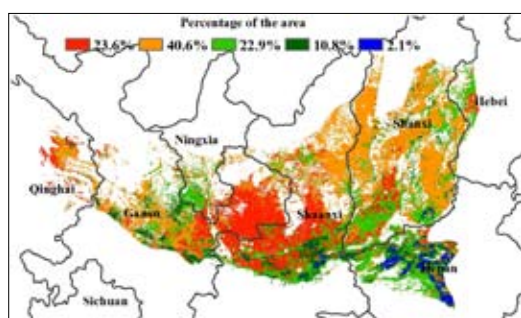 Percentage of the area
23.6% 40.6% 22.9% 10.8% 2.1%
Hebei
Shanxi
Ningxia
Qinghai
Gansu
Shaanxi
Henan
Sichuan